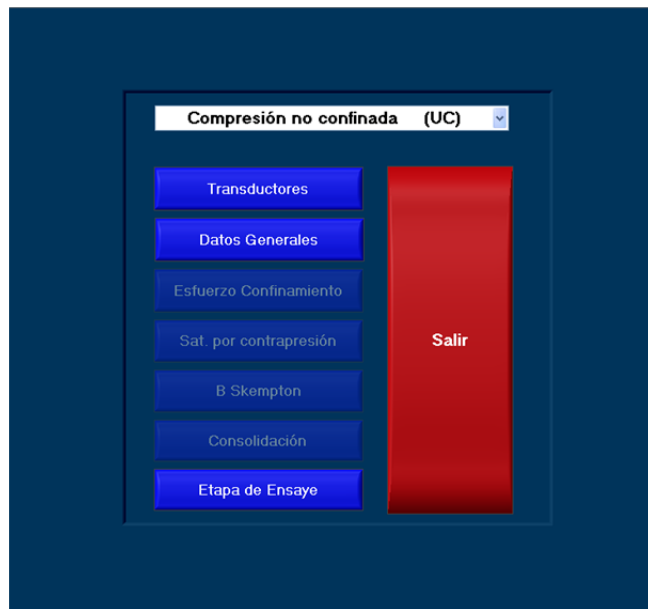 Compresión no confinada (UC)
Transductores
Datos Generales
Esfuerzo Confinamiento
Sat. por contrapresión
B Skempton
Consolidación
Etapa de Ensaye
Salir